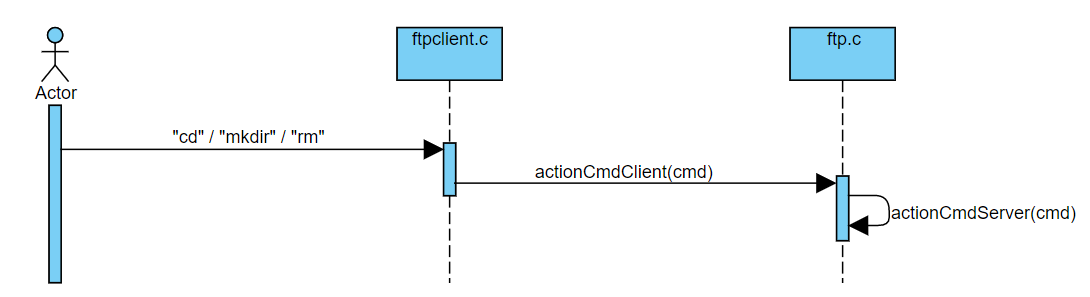 ftpclient.c
ftp.c
Actor
"cd" / "mkdir" / "rm"
actionCmdClient(cmd)
actionCmdServer(cmd)